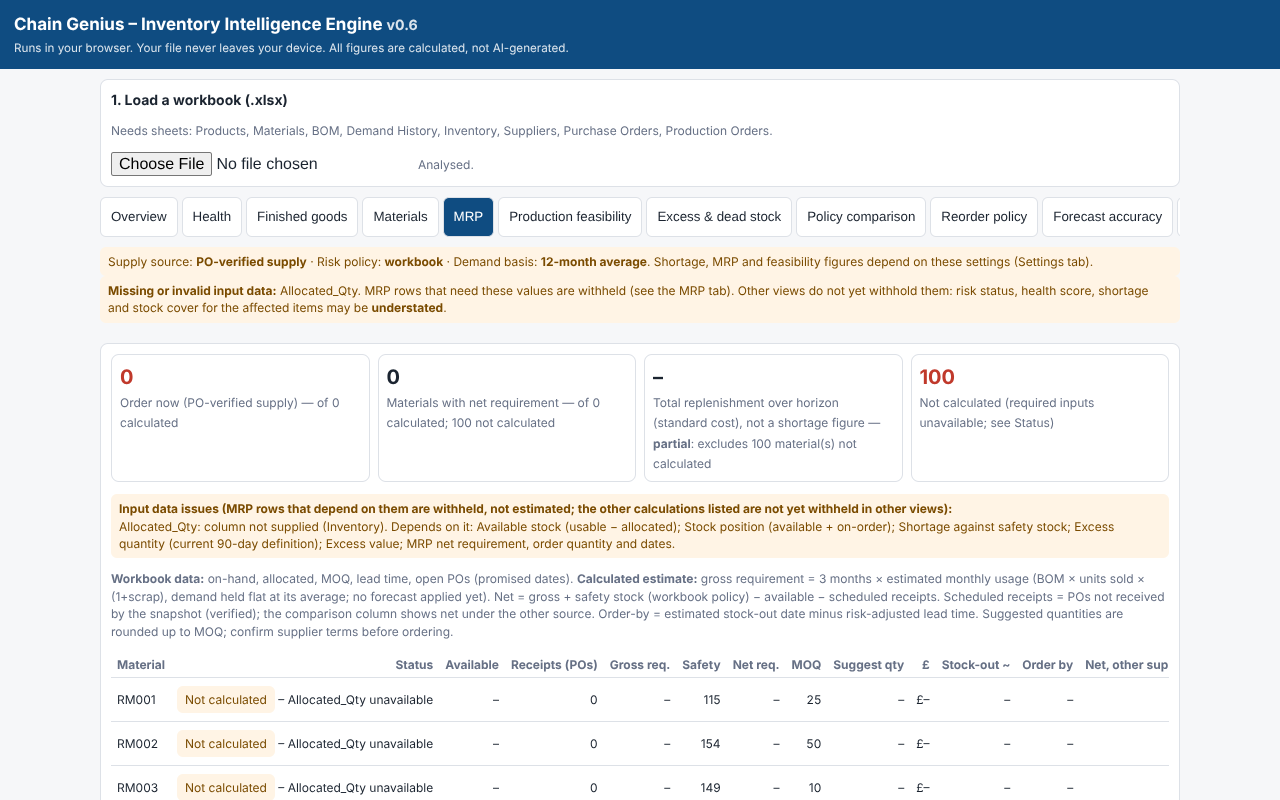 Chain Genius – Inventory Intelligence Engine v0.6
Runs in your browser. Your file never leaves your device. All figures are calculated, not AI-generated.
1. Load a workbook (.xlsx)
Needs sheets: Products, Materials, BOM, Demand History, Inventory, Suppliers, Purchase Orders, Production Orders.
Choose File No file chosen Analysed.
Overview Health Finished goods Materials MRP Production feasibility Excess & dead stock Policy comparison Reorder policy Forecast accuracy
Supply source: PO-verified supply · Risk policy: workbook · Demand basis: 12-month average. Shortage, MRP and feasibility figures depend on these settings (Settings tab).
Missing or invalid input data: Allocated_Qty. MRP rows that need these values are withheld (see the MRP tab). Other views do not yet withhold them: risk status, health score, shortage
and stock cover for the affected items may be understated.
0
Order now (PO-verified supply) — of 0
calculated
0
Materials with net requirement — of 0
calculated; 100 not calculated
–
Total replenishment over horizon
(standard cost), not a shortage figure —
partial: excludes 100 material(s) not
calculated
100
Not calculated (required inputs
unavailable; see Status)
Input data issues (MRP rows that depend on them are withheld, not estimated; the other calculations listed are not yet withheld in other views):
Allocated_Qty: column not supplied (Inventory). Depends on it: Available stock (usable − allocated); Stock position (available + on-order); Shortage against safety stock; Excess
quantity (current 90-day definition); Excess value; MRP net requirement, order quantity and dates.
Workbook data: on-hand, allocated, MOQ, lead time, open POs (promised dates). Calculated estimate: gross requirement = 3 months × estimated monthly usage (BOM × units sold ×
(1+scrap), demand held flat at its average; no forecast applied yet). Net = gross + safety stock (workbook policy) − available − scheduled receipts. Scheduled receipts = POs not received
by the snapshot (verified); the comparison column shows net under the other source. Order-by = estimated stock-out date minus risk-adjusted lead time. Suggested quantities are
rounded up to MOQ; confirm supplier terms before ordering.
Material Status Available Receipts (POs) Gross req. Safety Net req. MOQ Suggest qty £ Stock-out ~ Order by Net, other sup
RM001 Not calculated – Allocated_Qty unavailable – 0 – 115 – 25 – £– – –
RM002 Not calculated – Allocated_Qty unavailable – 0 – 154 – 50 – £– – –
RM003 Not calculated – Allocated_Qty unavailable – 0 – 149 – 10 – £– – –